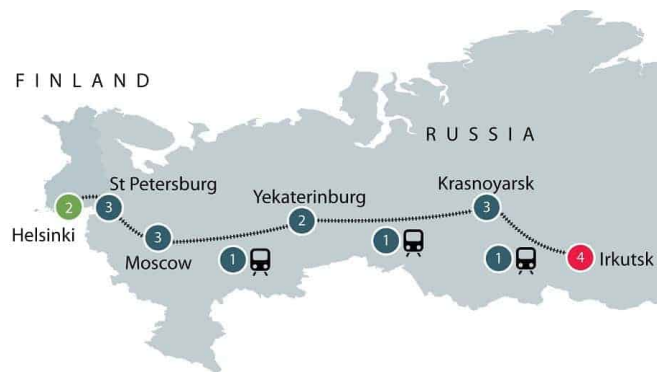 FINLAND
RUSSIA
St Petersburg
Krasnoyarsk
Yekaterinburg
2
3
3
2
3
Helsinki
Moscow
1
1
1
4
Irkutsk